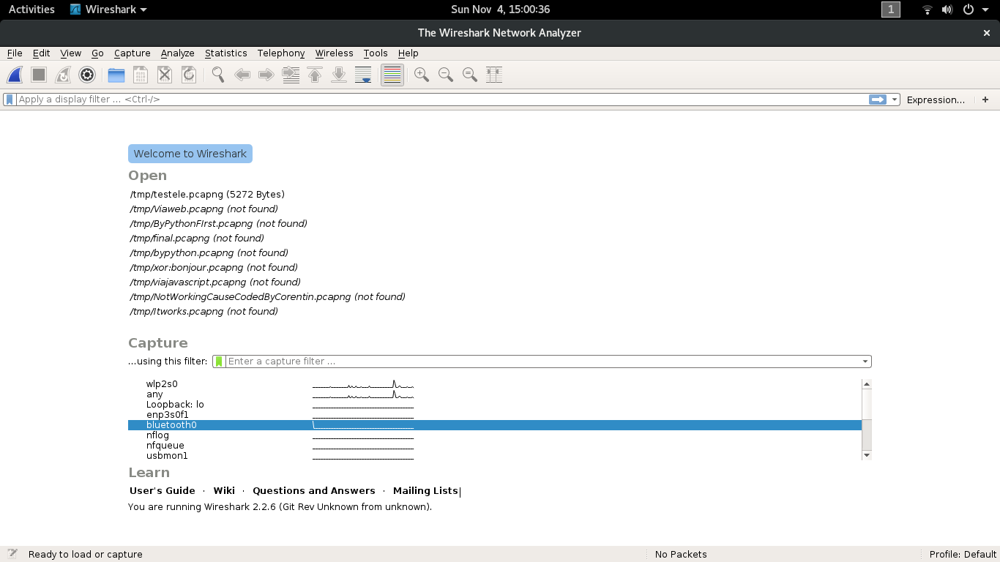 Activities Wireshark Sun Nov 4, 15:00:36 1
The Wireshark Network Analyzer
File Edit View Go Capture Analyze Statistics Telephony Wireless Tools Help
Apply a display filter ... <Ctrl-/> Expression... +
Welcome to Wireshark
Open
/tmp/testele.pcapng (5272 Bytes)
/tmp/Viaweb.pcapng (not found)
/tmp/ByPythonFIrst.pcapng (not found)
/tmp/final.pcapng (not found)
/tmp/bypython.pcapng (not found)
/tmp/xor:bonjour.pcapng (not found)
/tmp/viajavascript.pcapng (not found)
/tmp/NotWorkingCauseCodedByCorentin.pcapng (not found)
/tmp/Itworks.pcapng (not found)
Capture
...using this filter: Enter a capture filter ...
wlp2s0
any
Loopback: lo
enp3s0f1
bluetooth0
nflog
nfqueue
usbmon1
Learn
User's Guide · Wiki · Questions and Answers · Mailing Lists
You are running Wireshark 2.2.6 (Git Rev Unknown from unknown).
Ready to load or capture No Packets Profile: Default